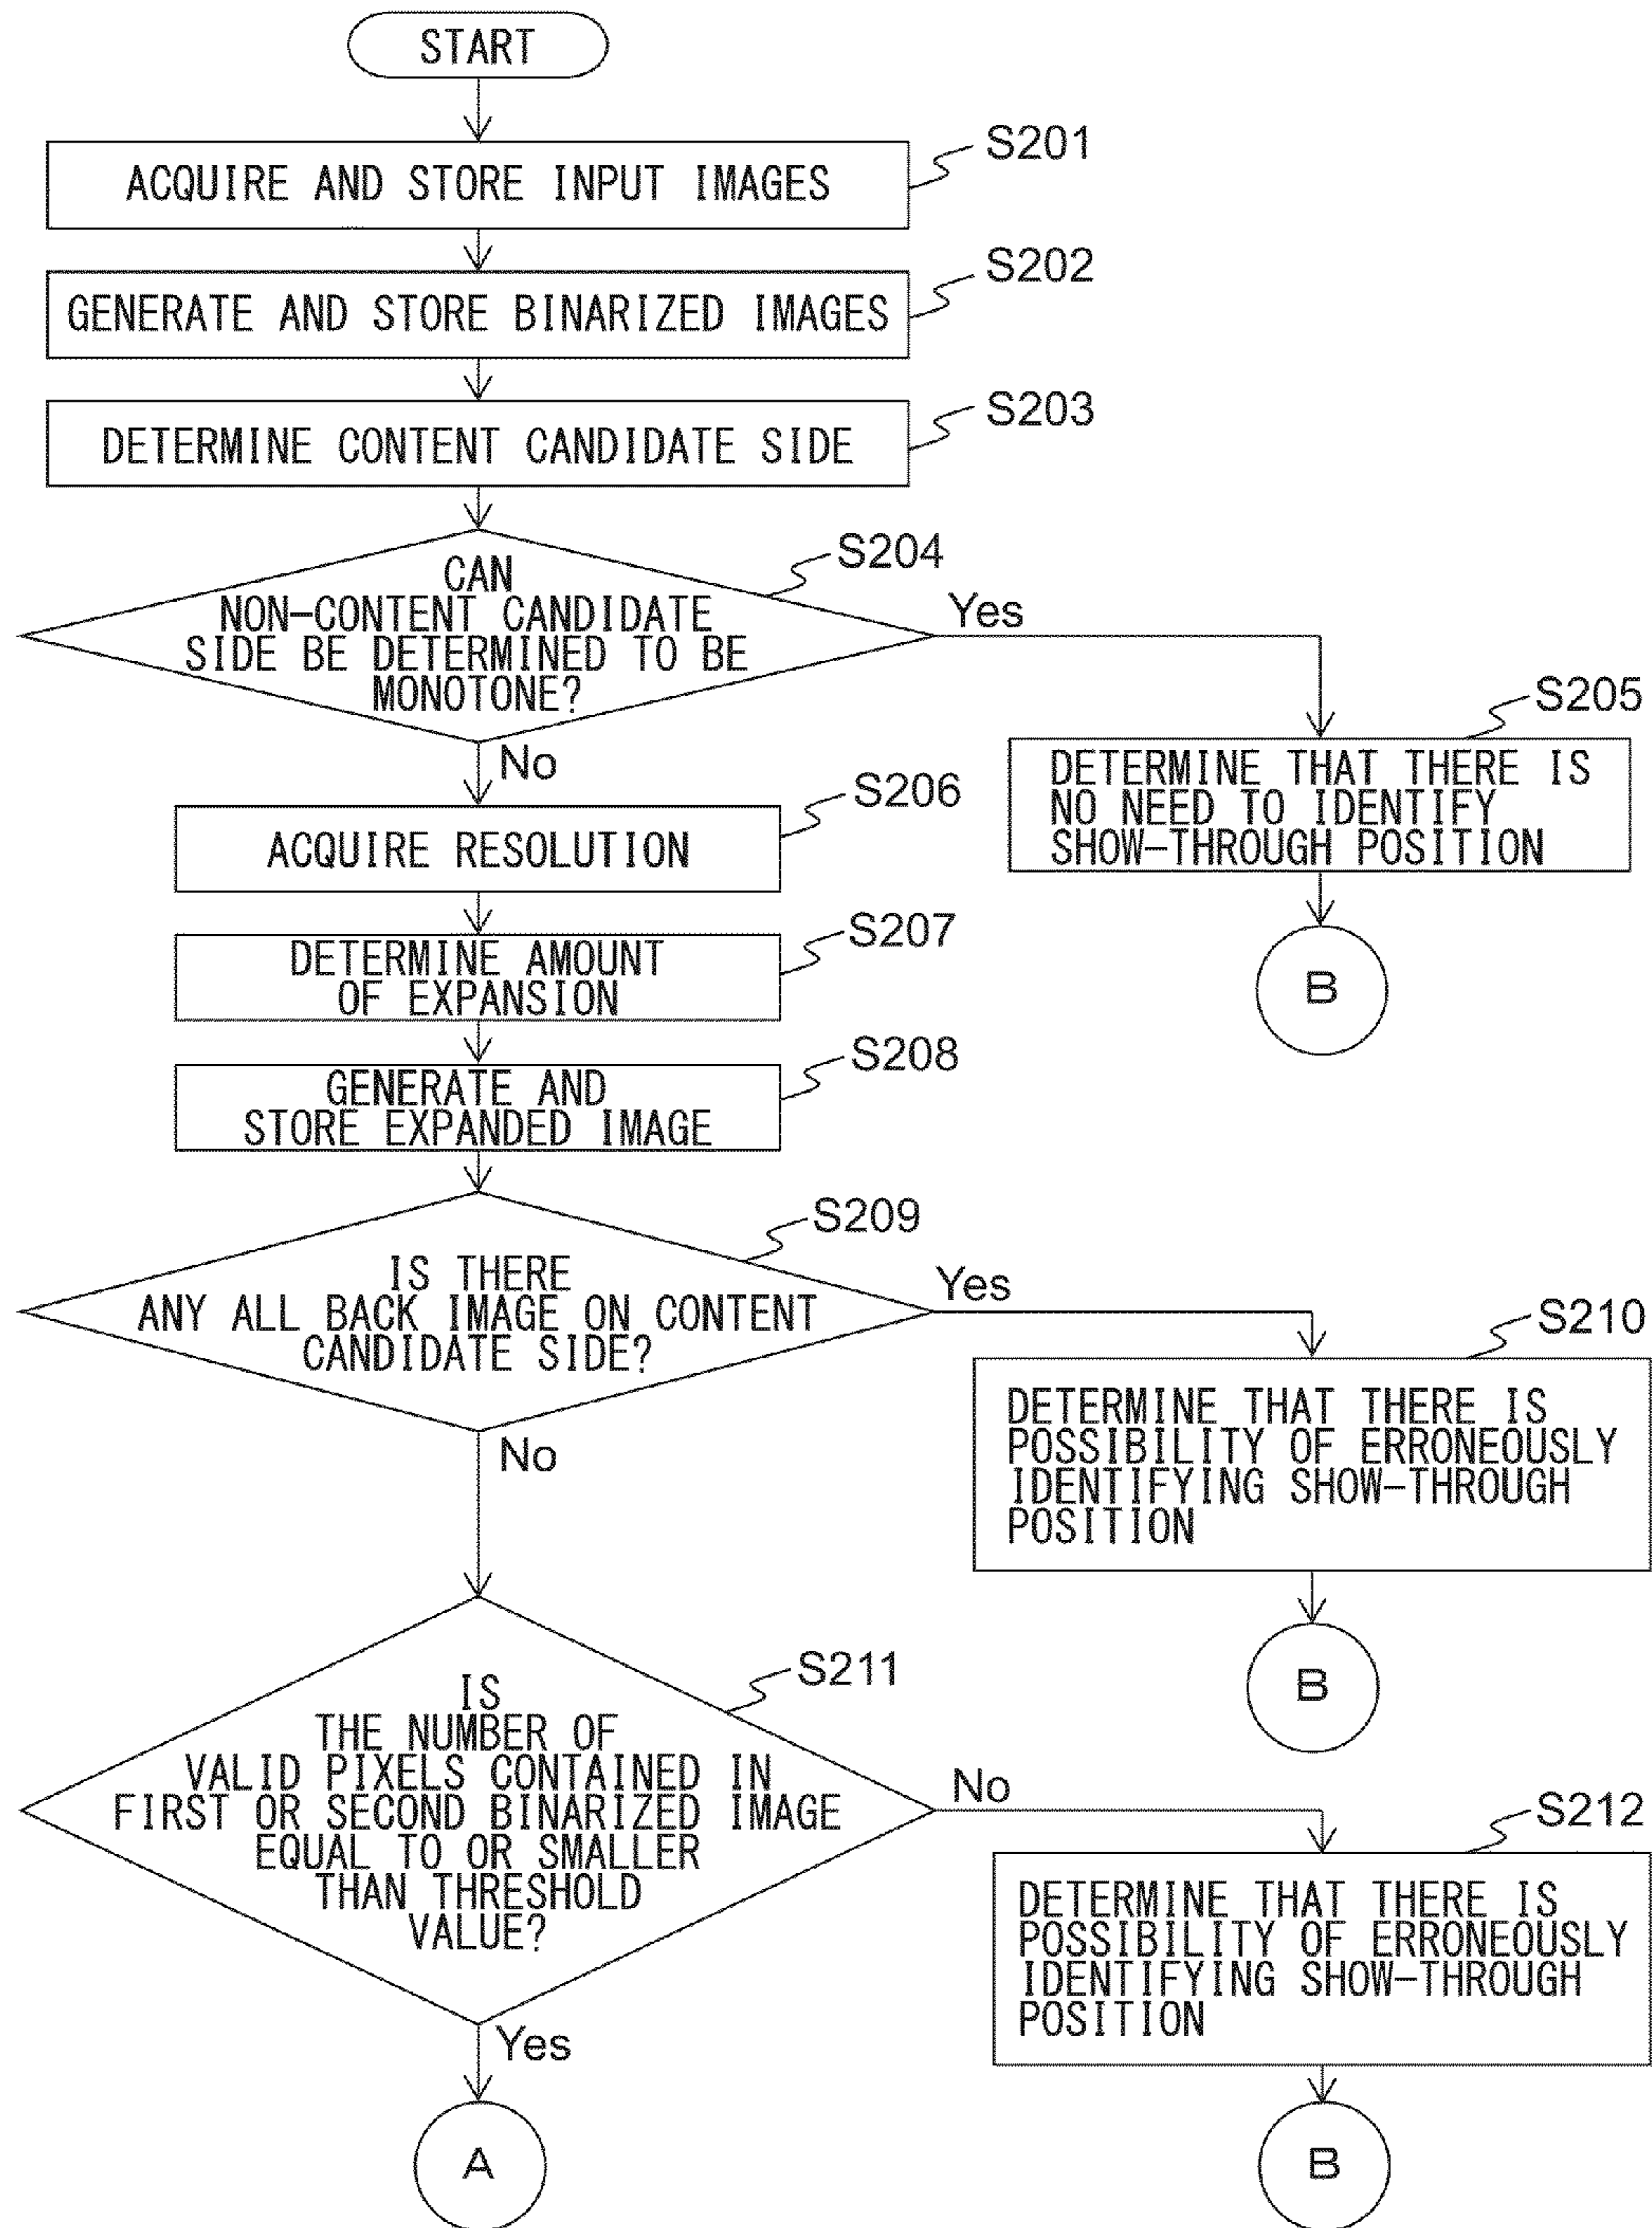 START
ACQUIRE AND STORE INPUT IMAGES
S201
GENERATE AND STORE BINARIZED IMAGES
S202
DETERMINE CONTENT CANDIDATE SIDE
S203
CAN
NON-CONTENT CANDIDATE
SIDE BE DETERMINED TO BE
MONOTONE?
S204
Yes
No
DETERMINE THAT THERE IS
NO NEED TO IDENTIFY
SHOW-THROUGH POSITION
S205
B
ACQUIRE RESOLUTION
S206
DETERMINE AMOUNT
OF EXPANSION
S207
GENERATE AND
STORE EXPANDED IMAGE
S208
IS THERE
ANY ALL BACK IMAGE ON CONTENT
CANDIDATE SIDE?
S209
Yes
No
DETERMINE THAT THERE IS
POSSIBILITY OF ERRONEOUSLY
IDENTIFYING SHOW-THROUGH
POSITION
S210
B
IS
THE NUMBER OF
VALID PIXELS CONTAINED IN
FIRST OR SECOND BINARIZED IMAGE
EQUAL TO OR SMALLER
THAN THRESHOLD
VALUE?
S211
No
Yes
DETERMINE THAT THERE IS
POSSIBILITY OF ERRONEOUSLY
IDENTIFYING SHOW-THROUGH
POSITION
S212
A
B